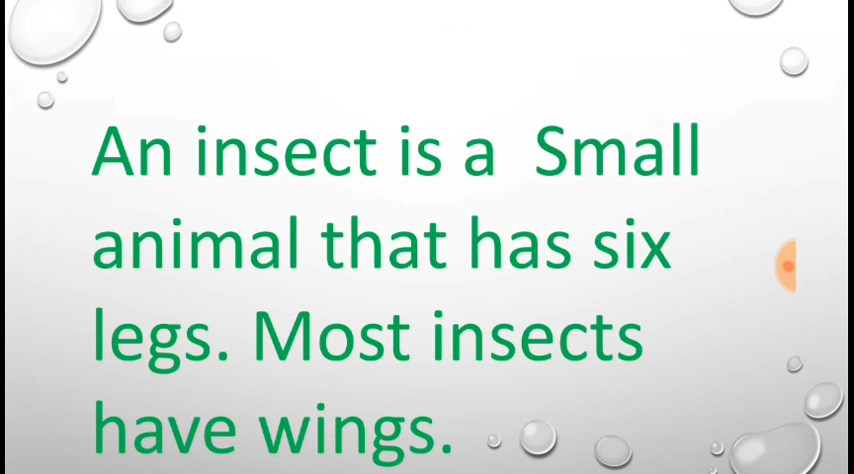 An insect is a  Small
animal that has six
legs. Most insects
have wings.